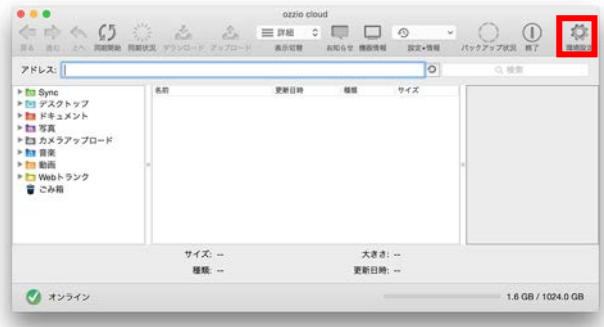 ozzio cloud
戻る 進む 上へ 同期開始 同期状況 ダウンロード アップロード 詳細 表示切替 お知らせ 機器情報 設定•情報 バックアップ状況 終了 環境設定
アドレス: 検索
Sync
デスクトップ
ドキュメント
写真
カメラアップロード
音楽
動画
Webトランク
ごみ箱
名前 更新日時 種類 サイズ
サイズ: -- 大きさ: --
種類: -- 更新日時: --
オンライン 1.6 GB / 1024.0 GB